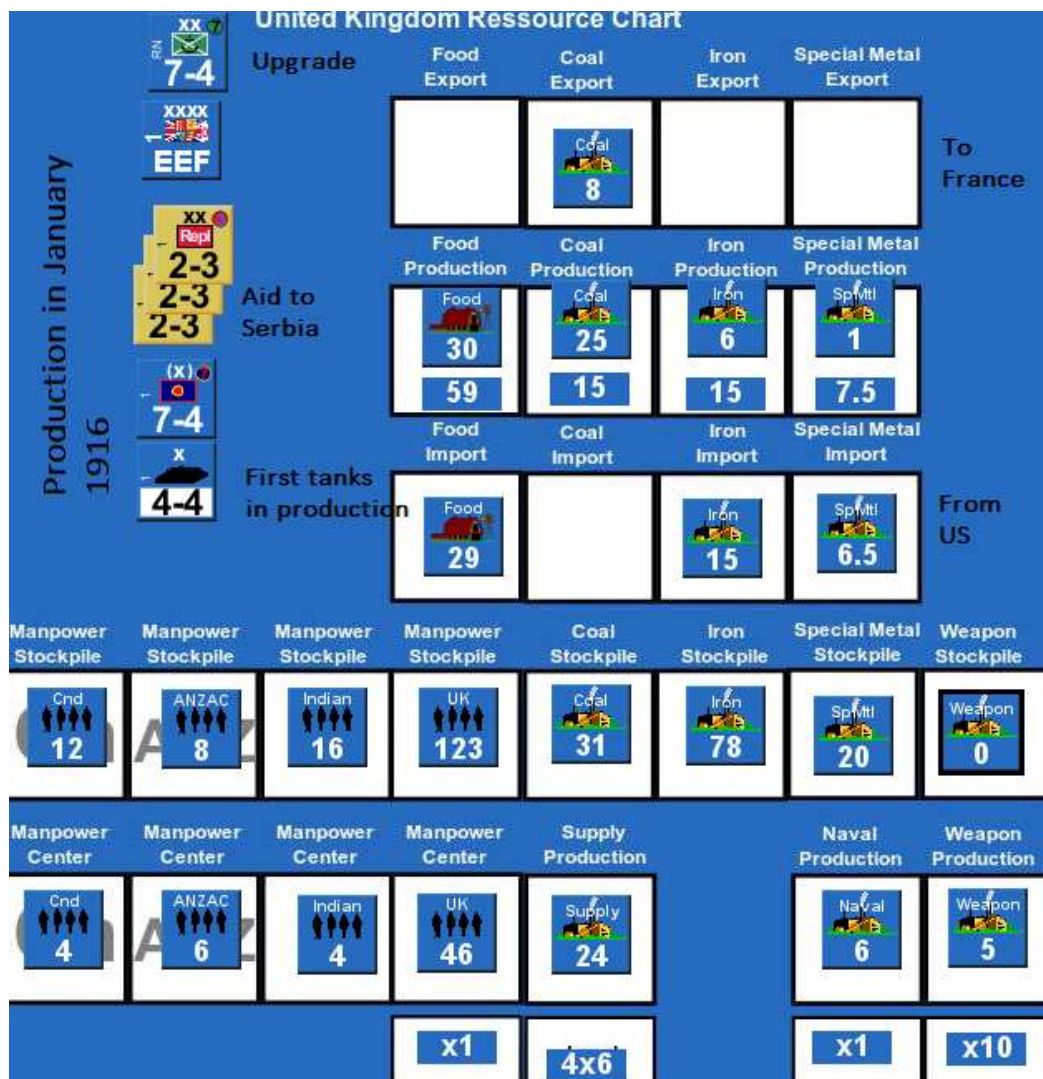 United Kingdom Ressource Chart
xx 7
RN
7-4
Upgrade
Food Export
Coal Export
Iron Export
Special Metal Export
xxxx
1
EEF
Coal
8
To
France
Production in January
1916
xx
Repl
2-3
2-3
2-3
Aid to
Serbia
Food Production
Coal Production
Iron Production
Special Metal Production
Food
30
59
Coal
25
15
Iron
6
15
SpMtl
1
7.5
(x)
1
7-4
x
1
4-4
First tanks
in production
Food Import
Coal Import
Iron Import
Special Metal Import
Food
29
Iron
15
SpMtl
6.5
From
US
Manpower Stockpile
Manpower Stockpile
Manpower Stockpile
Manpower Stockpile
Coal Stockpile
Iron Stockpile
Special Metal Stockpile
Weapon Stockpile
Cnd
12
ANZAC
8
Indian
16
UK
123
Coal
31
Iron
78
SpMtl
20
Weapon
0
Manpower Center
Manpower Center
Manpower Center
Manpower Center
Supply Production
Naval Production
Weapon Production
Cnd
4
ANZAC
6
Indian
4
UK
46
Supply
24
Naval
6
Weapon
5
x1
4x6
x1
x10